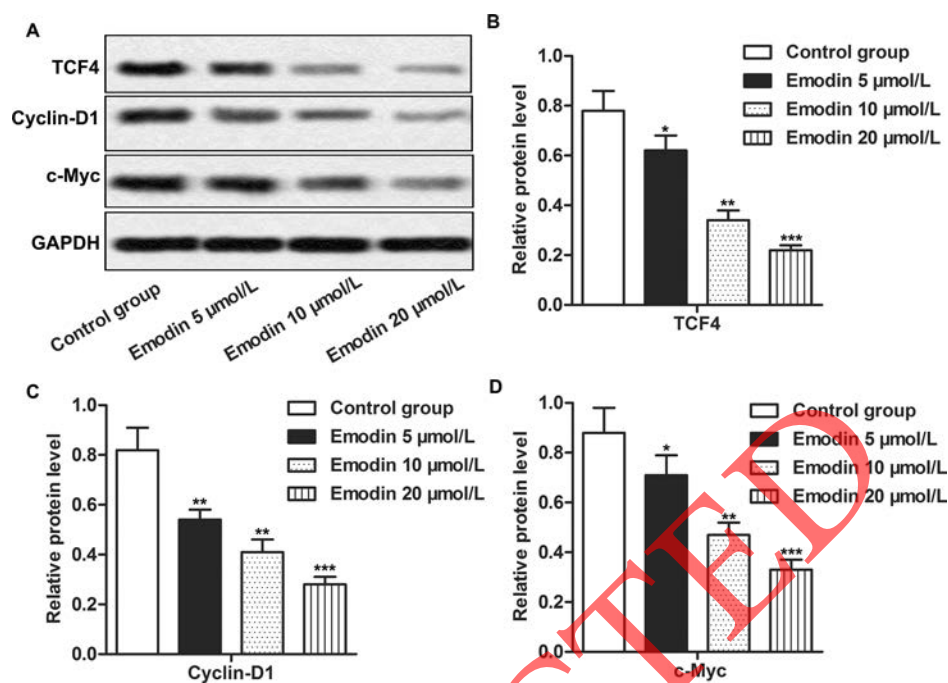 A
TCF4
Cyclin-D1
c-Myc
GAPDH
Control group
Emodin 5 µmol/L
Emodin 10 µmol/L
Emodin 20 µmol/L
B
Relative protein level
1.0
0.8
0.6
0.4
0.2
0.0
*
**
***
TCF4
Control group
Emodin 5 µmol/L
Emodin 10 µmol/L
Emodin 20 µmol/L
C
Relative protein level
1.0
0.8
0.6
0.4
0.2
0.0
**
**
***
Cyclin-D1
Control group
Emodin 5 µmol/L
Emodin 10 µmol/L
Emodin 20 µmol/L
D
Relative protein level
1.0
0.8
0.6
0.4
0.2
0.0
*
**
***
c-Myc
Control group
Emodin 5 µmol/L
Emodin 10 µmol/L
Emodin 20 µmol/L
CTED